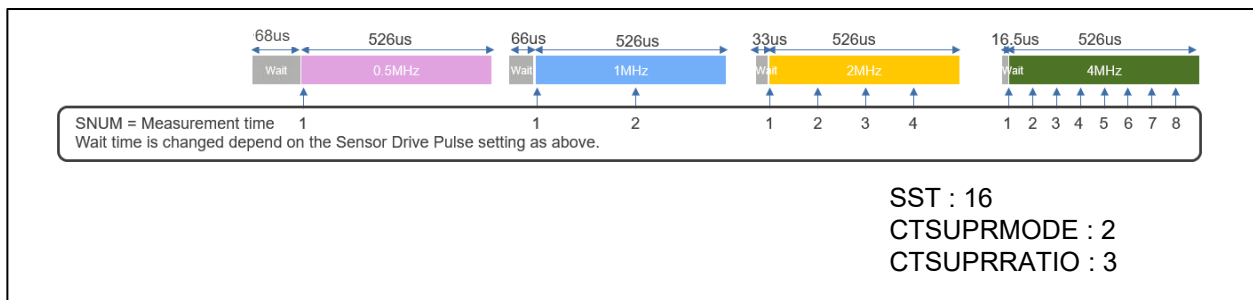 68us 526us 66us 526us 33us 526us 16.5us 526us
Wait 0.5MHz Wait 1MHz Wait 2MHz Wait 4MHz
SNUM = Measurement time 1 1 2 1 2 3 4 1 2 3 4 5 6 7 8
Wait time is changed depend on the Sensor Drive Pulse setting as above.
SST : 16
CTSUPRMODE : 2
CTSUPRRATIO : 3